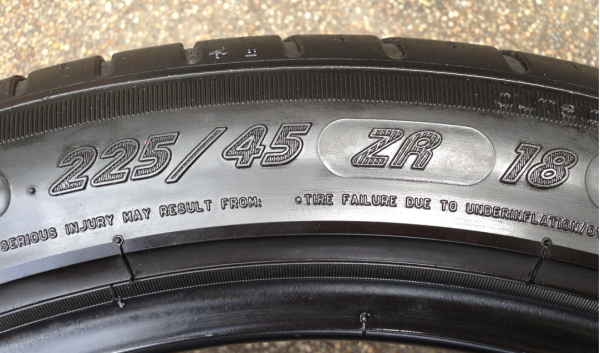 225/45 ZR 18
SERIOUS INJURY MAY RESULT FROM: •TIRE FAILURE DUE TO UNDERINFLATION/